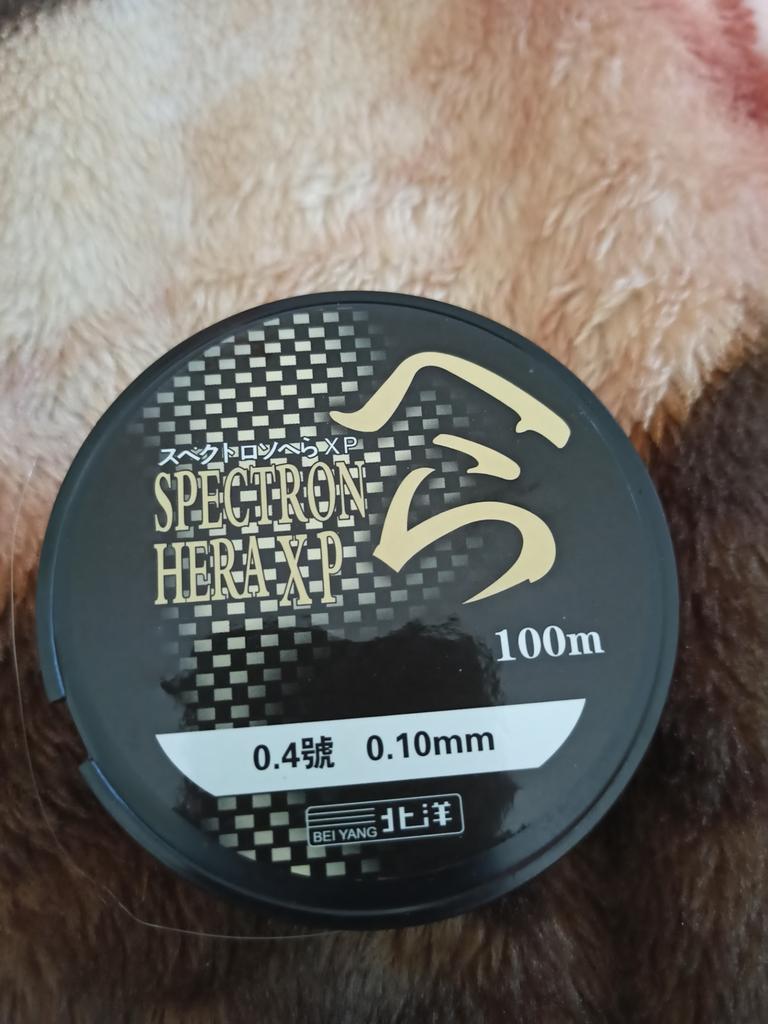 へら
スペクトロンへらXP
SPECTRON
HERA XP
100m
0.4號 0.10mm
BEI YANG 北洋